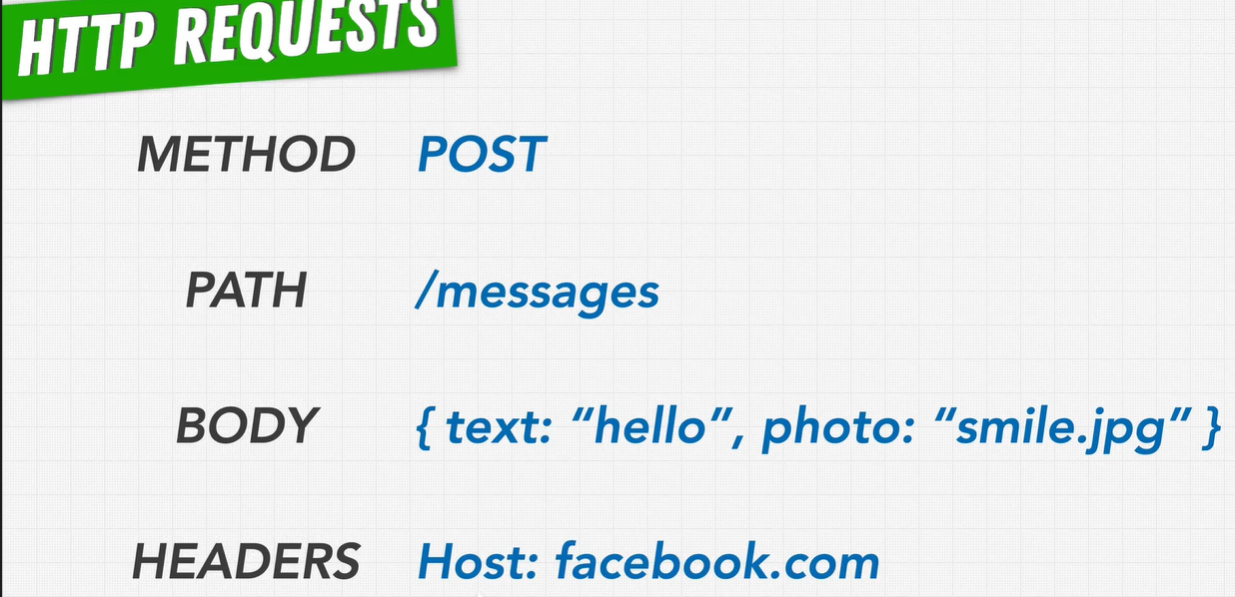 HTTP REQUESTS
METHOD POST
PATH /messages
BODY { text: “hello”, photo: “smile.jpg” }
HEADERS Host: facebook.com